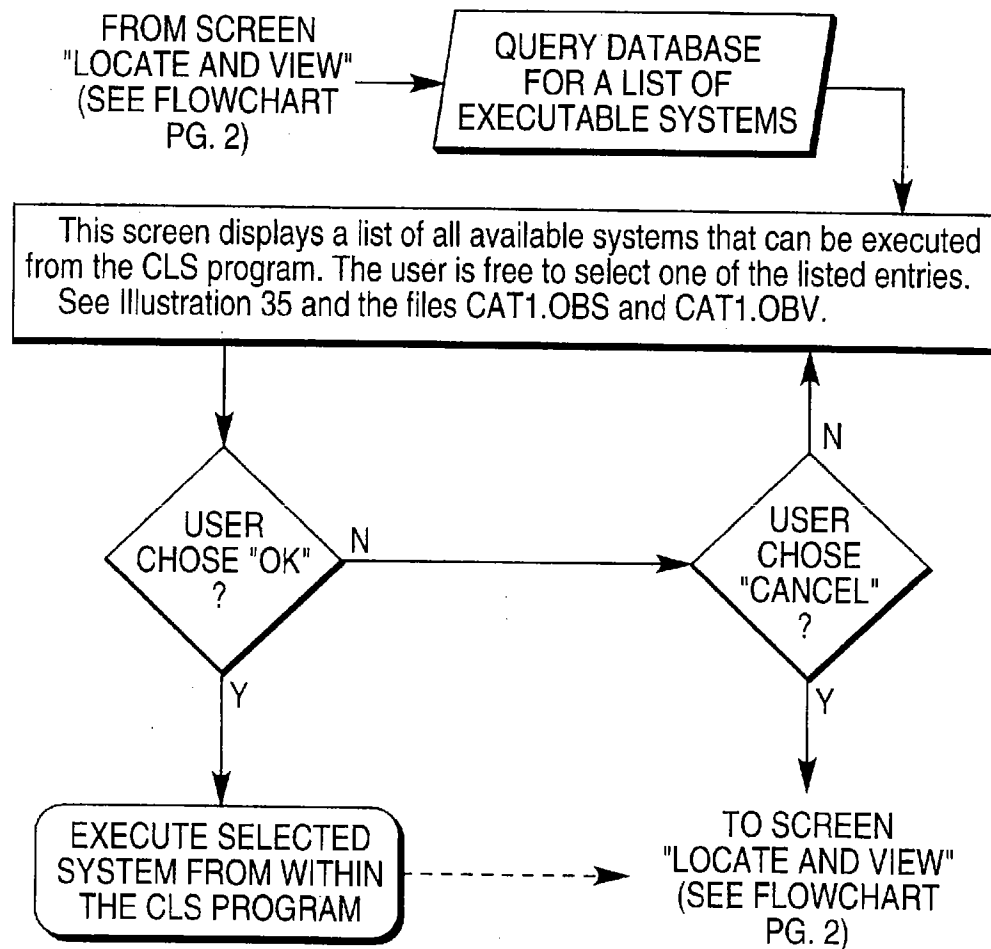 FROM SCREEN
"LOCATE AND VIEW"
(SEE FLOWCHART
PG. 2)
QUERY DATABASE
FOR A LIST OF
EXECUTABLE SYSTEMS
This screen displays a list of all available systems that can be executed
from the CLS program. The user is free to select one of the listed entries.
See Illustration 35 and the files CAT1.OBS and CAT1.OBV.
USER
CHOSE "OK"
?
N
Y
USER
CHOSE
"CANCEL"
?
N
Y
EXECUTE SELECTED
SYSTEM FROM WITHIN
THE CLS PROGRAM
TO SCREEN
"LOCATE AND VIEW"
(SEE FLOWCHART
PG. 2)